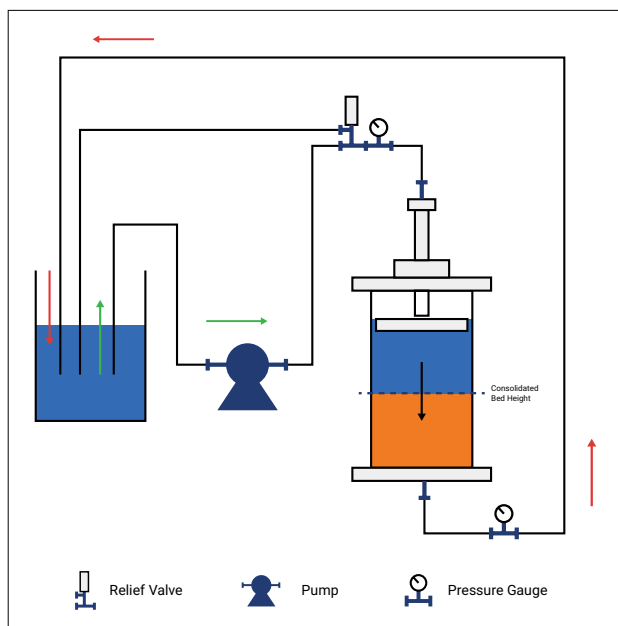 Consolidated
Bed Height
Relief Valve
Pump
Pressure Gauge